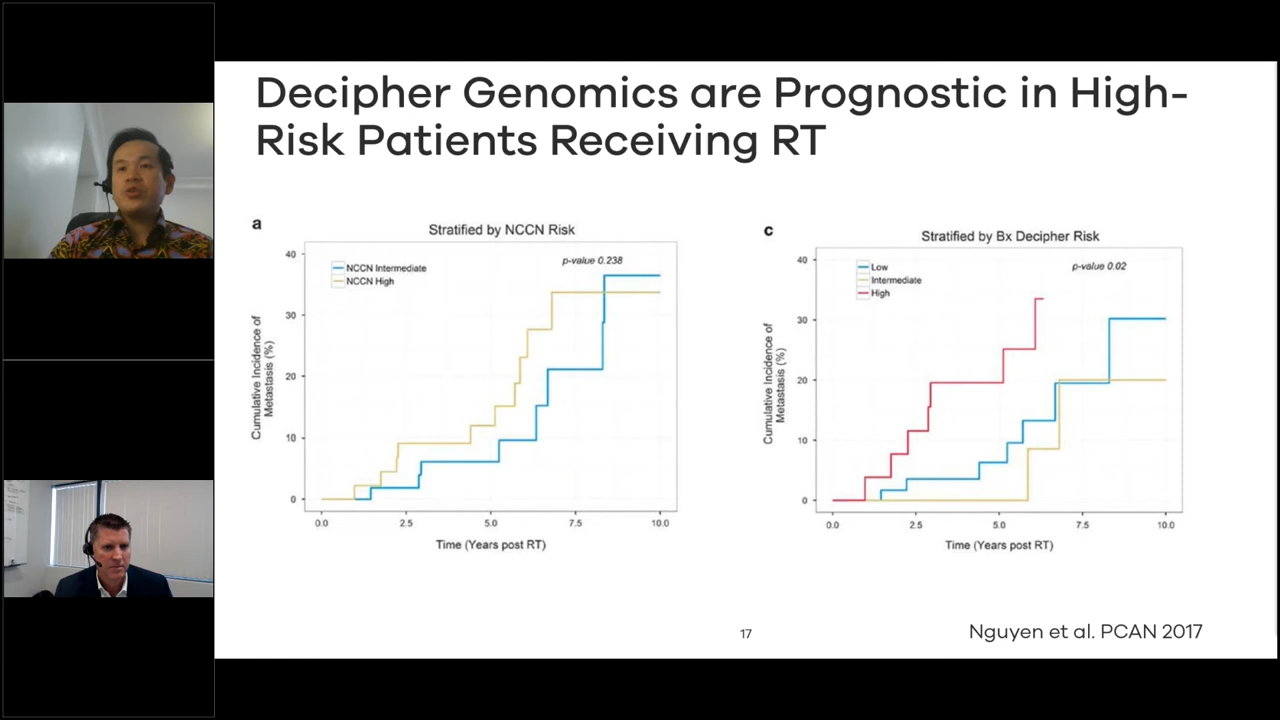 Decipher Genomics are Prognostic in High-
Risk Patients Receiving RT
a
Stratified by NCCN Risk
NCCN Intermediate
NCCN High
p-value 0.238
Cumulative Incidence of
Metastasis (%)
40
30
20
10
0
0.0 2.5 5.0 7.5 10.0
Time (Years post RT)
c
Stratified by Bx Decipher Risk
Low
Intermediate
High
p-value 0.02
Cumulative Incidence of
Metastasis (%)
40
30
20
10
0
0.0 2.5 5.0 7.5 10.0
Time (Years post RT)
17
Nguyen et al. PCAN 2017